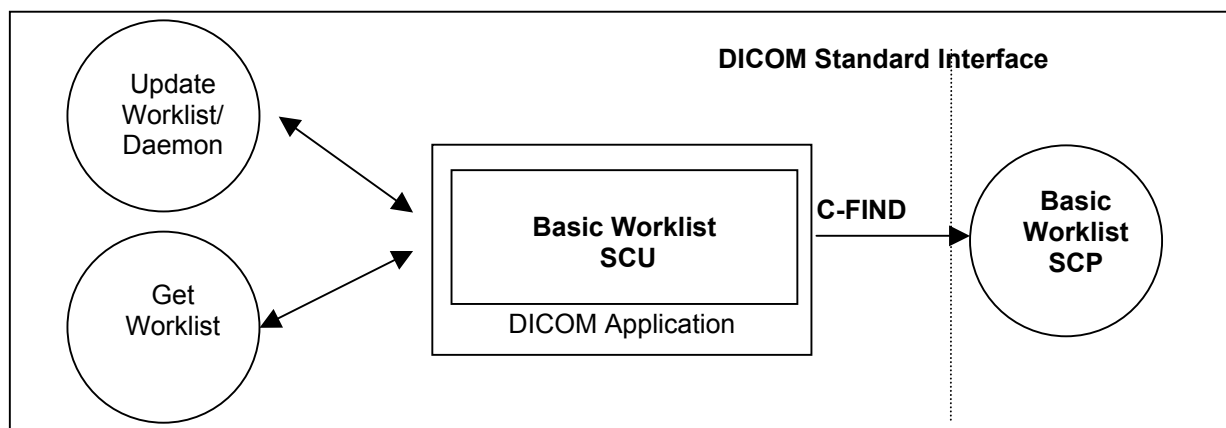 Update
Worklist/
Daemon
Get
Worklist
Basic Worklist
SCU
DICOM Application
DICOM Standard Interface
C-FIND
Basic
Worklist
SCP